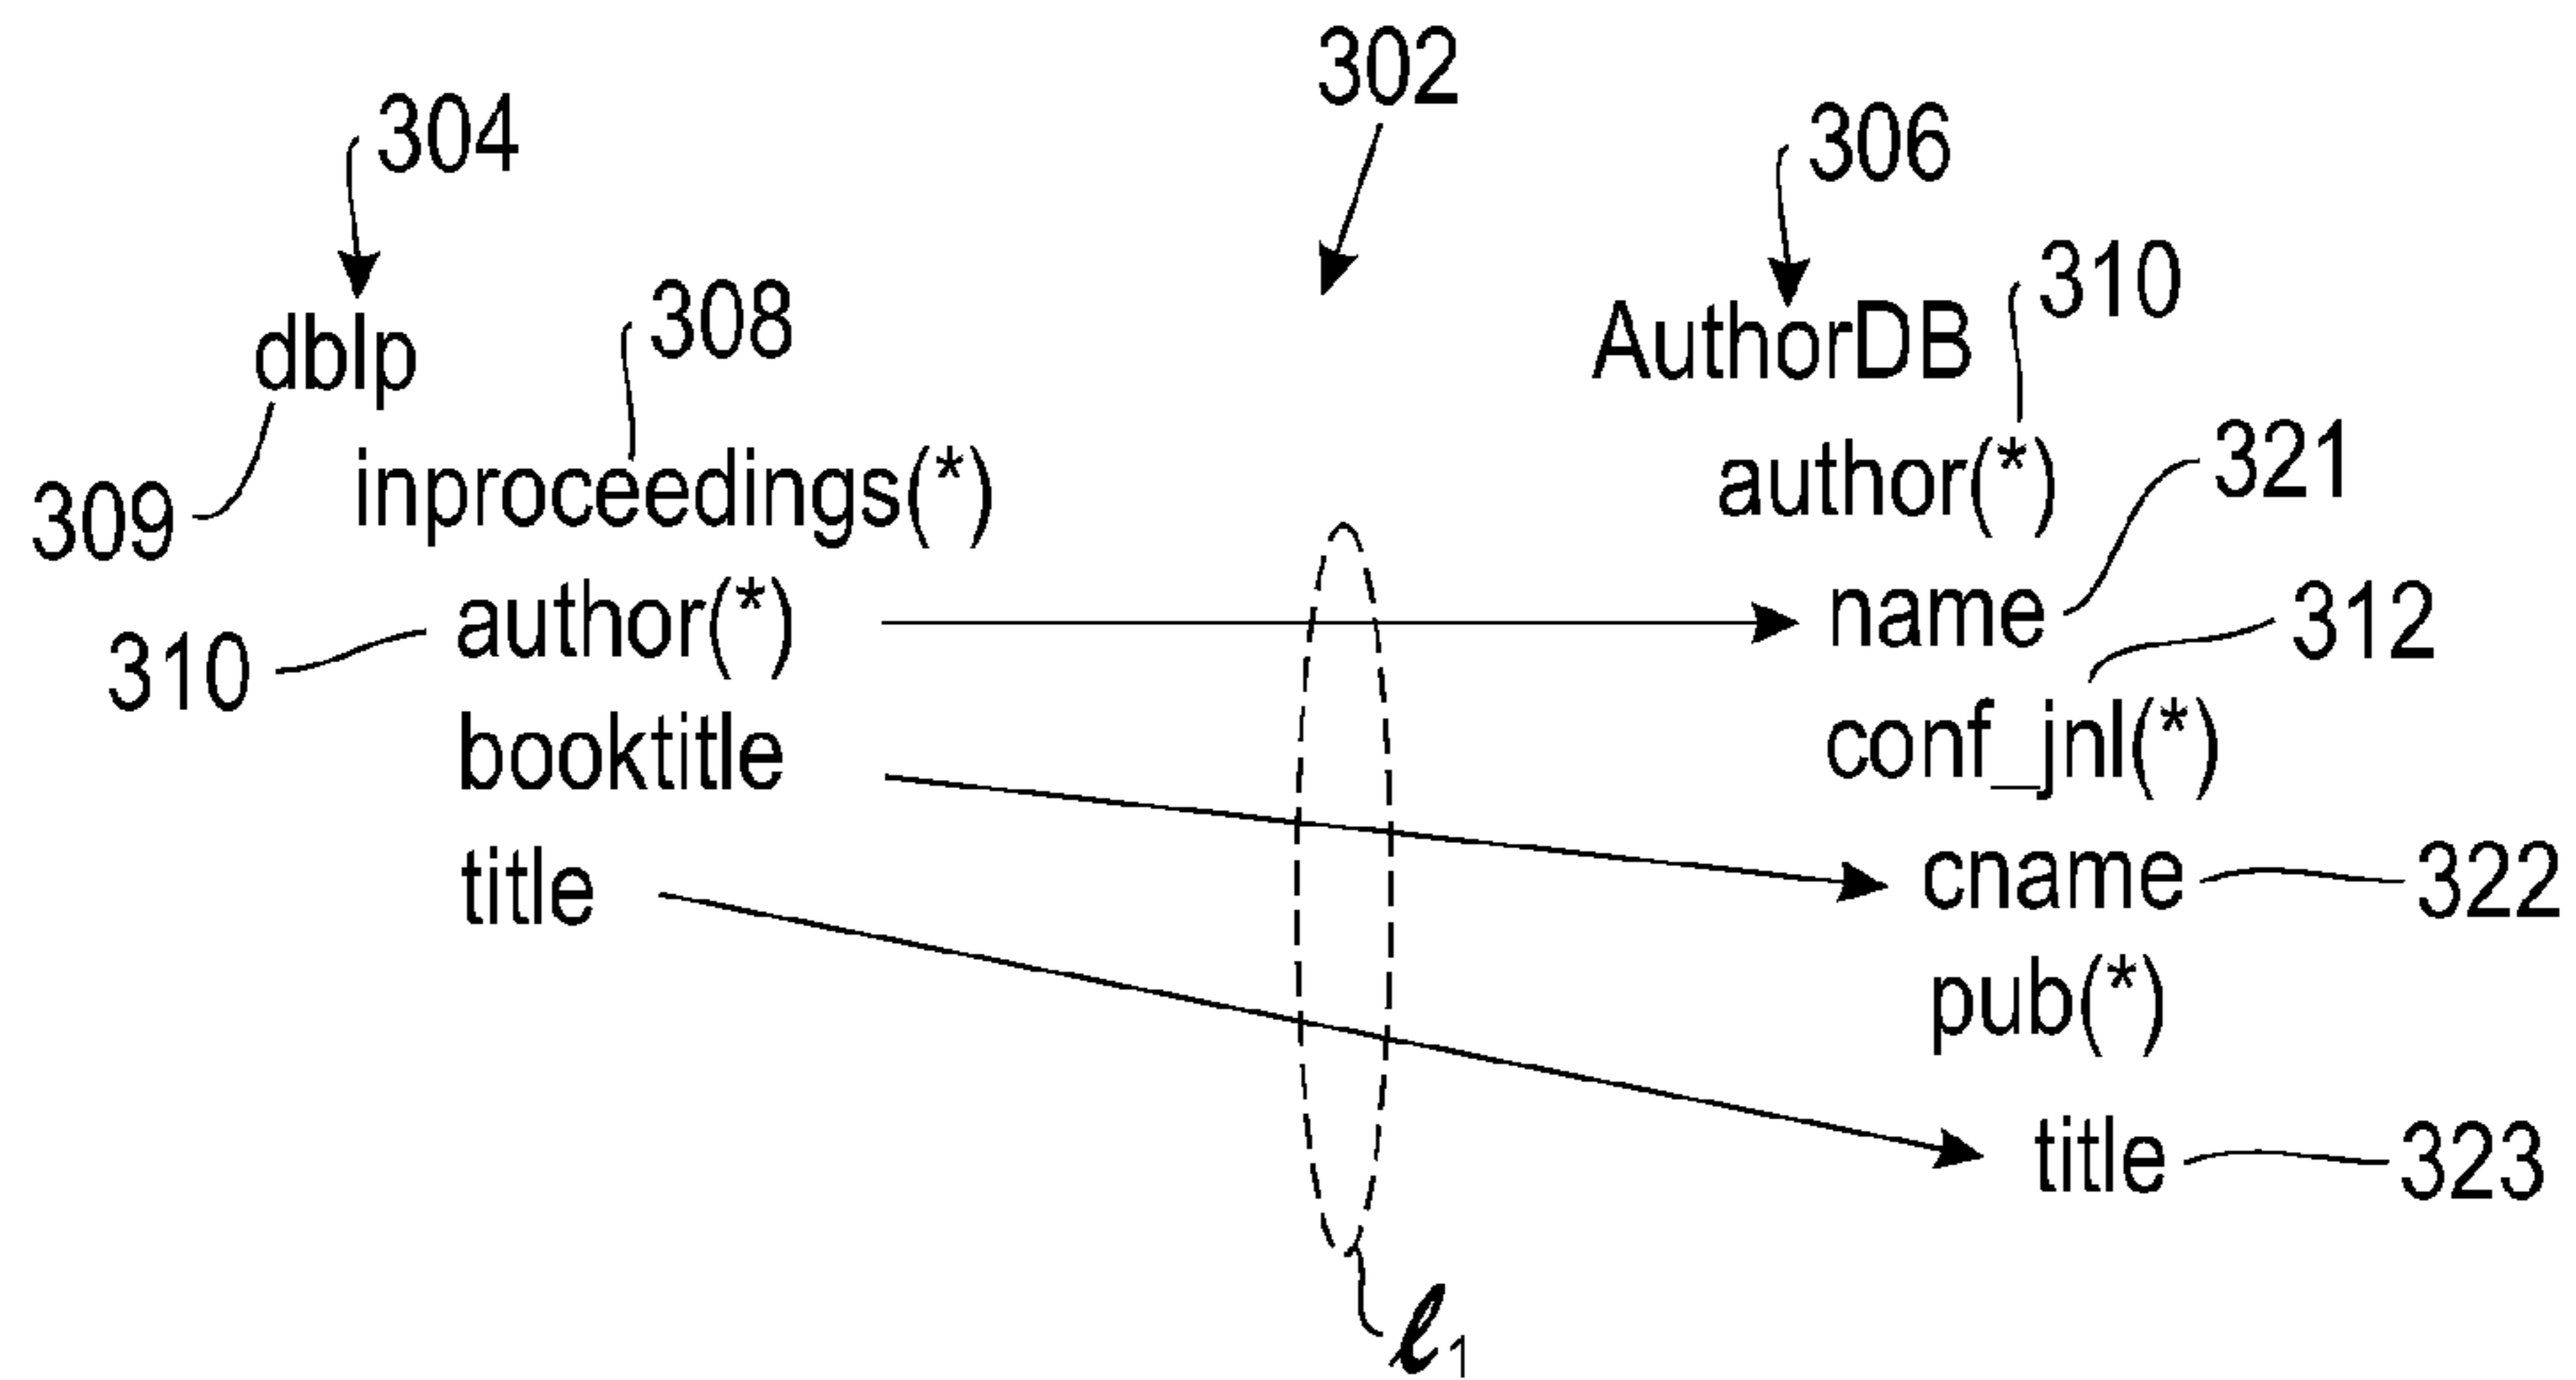 302
304
306
310
dblp
308
AuthorDB
309
inproceedings(*)
author(*)
321
310
author(*)
name
312
booktitle
conf_jnl(*)
title
cname
322
pub(*)
title
323
ℓ1